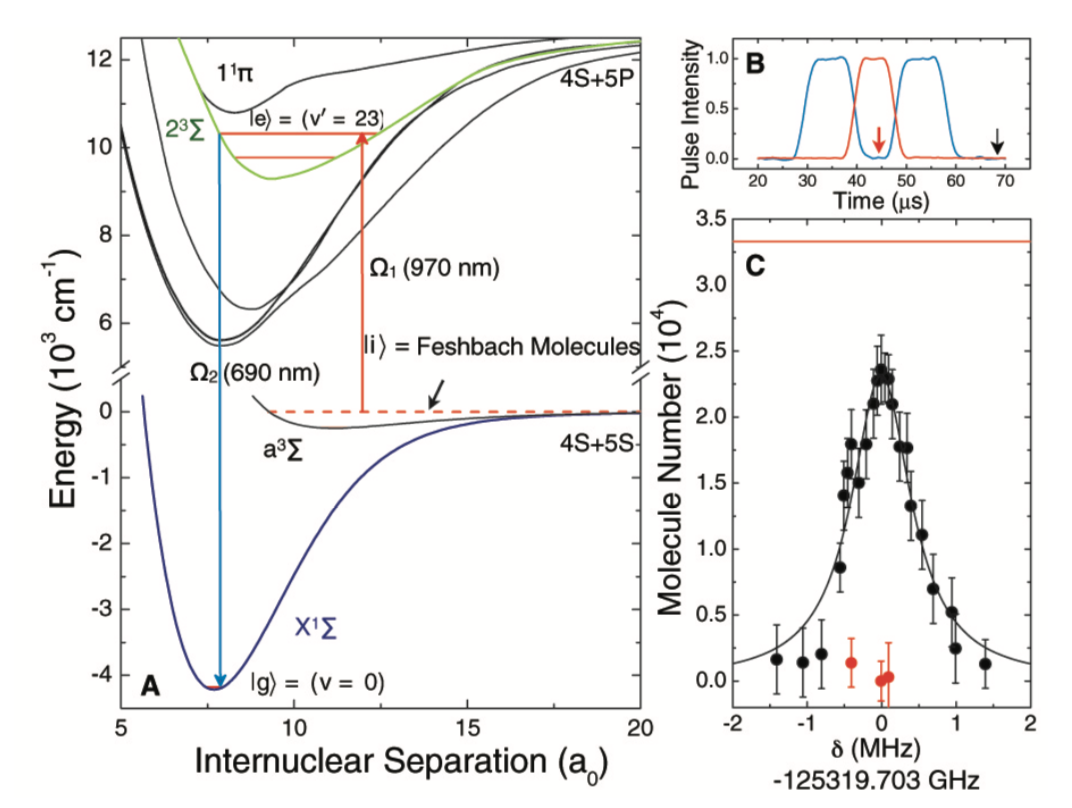 12
10
8
6
0
-1
-2
-3
-4
Energy (10³ cm⁻¹)
1¹π
2³Σ
|e⟩ = (v' = 23)
4S+5P
Ω₁ (970 nm)
|i⟩ = Feshbach Molecules
Ω₂ (690 nm)
a³Σ
4S+5S
X¹Σ
A
|g⟩ = (v = 0)
5 10 15 20
Internuclear Separation (a₀)
B
Pulse Intensity
1.0
0.5
0.0
20 30 40 50 60 70
Time (μs)
C
Molecule Number (10⁴)
3.5
3.0
2.5
2.0
1.5
1.0
0.5
0.0
-2 -1 0 1 2
δ (MHz)
-125319.703 GHz